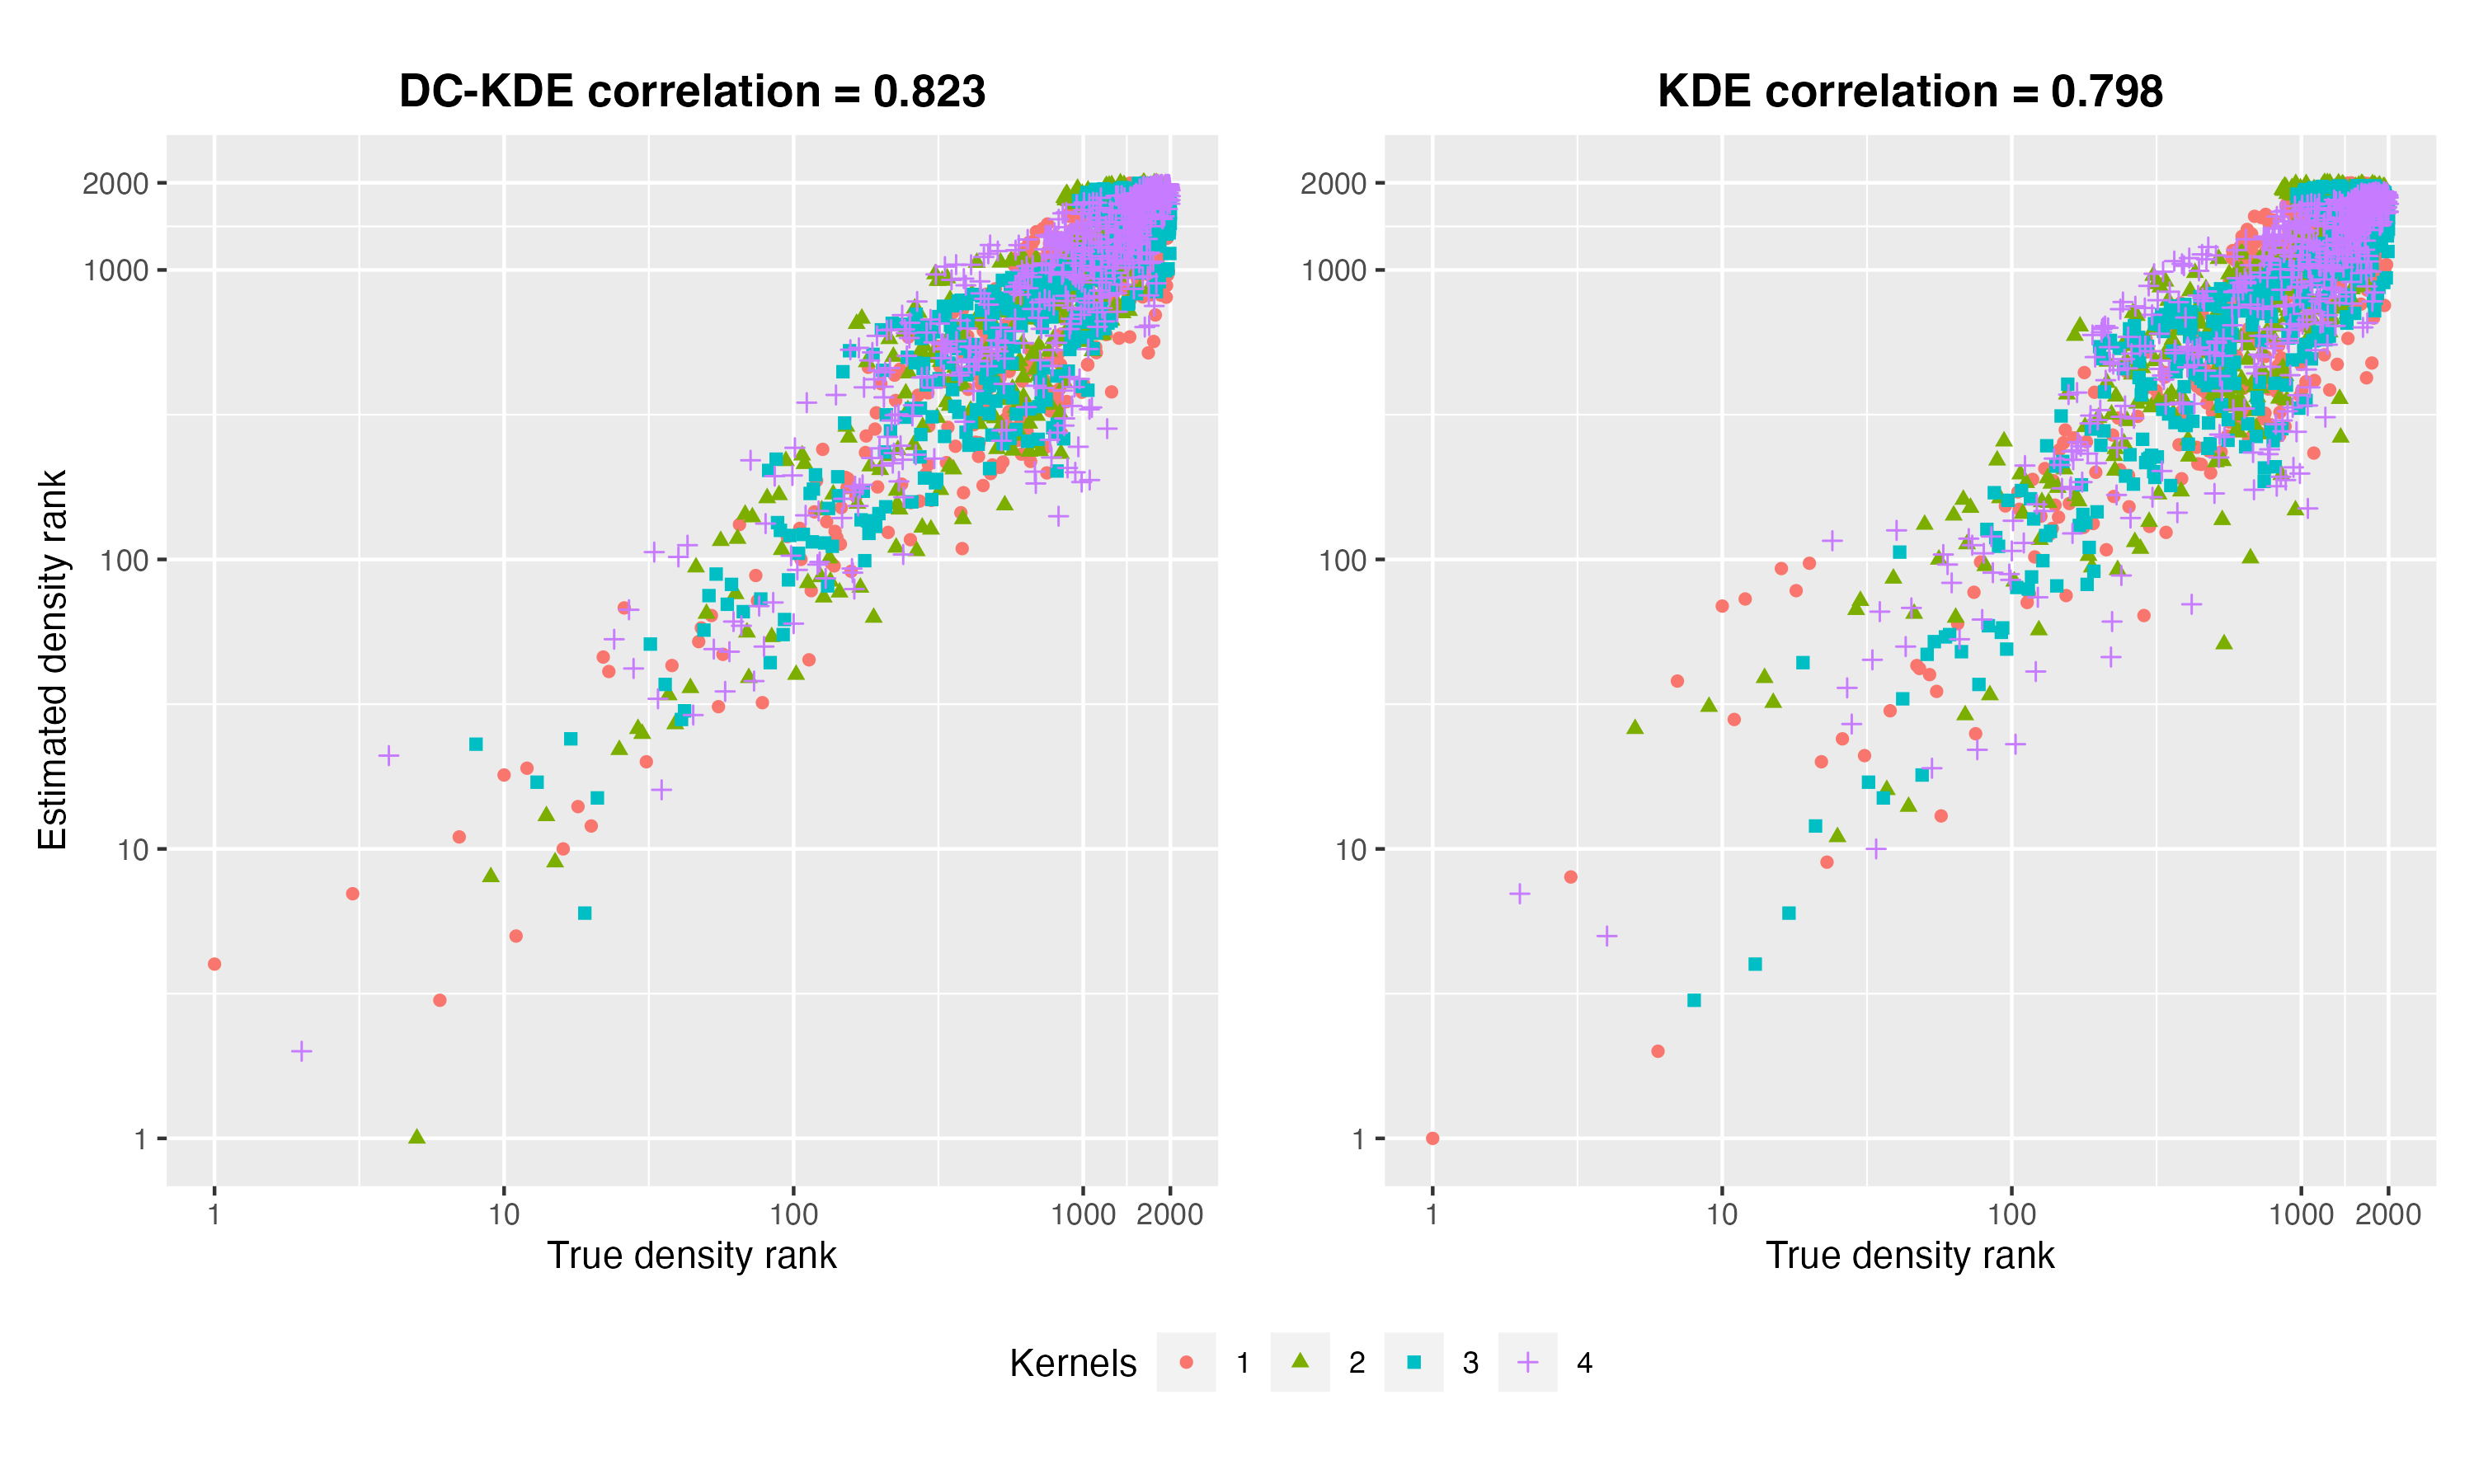 DC-KDE correlation = 0.823
KDE correlation = 0.798
Estimated density rank
2000
1000
100
10
1
1 10 100 1000 2000
True density rank
2000
1000
100
10
1
1 10 100 1000 2000
True density rank
Kernels 1 2 3 4